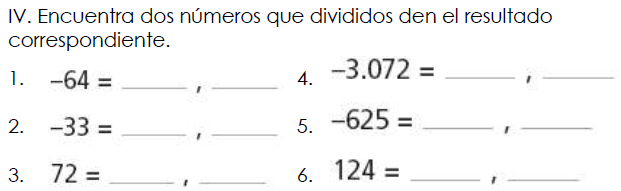 IV. Encuentra dos números que divididos den el resultado
correspondiente.
1. –64 = ______ , ______
2. –33 = ______ , ______
3. 72 = ______ , ______
4. –3.072 = ______ , ______
5. –625 = ______ , ______
6. 124 = ______ , ______